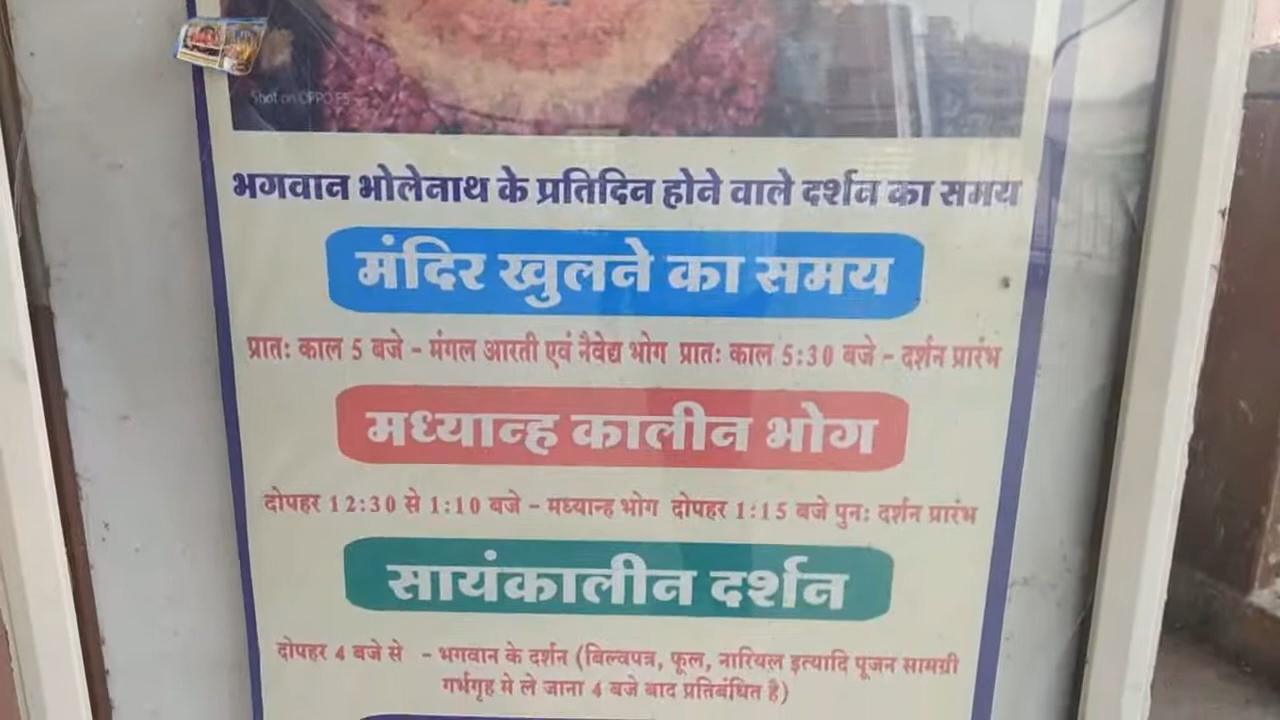 Shot on OPPO F5
भगवान भोलेनाथ के प्रतिदिन होने वाले दर्शन का समय
मंदिर खुलने का समय
प्रातः काल 5 बजे - मंगल आरती एवं नैवेद्य भोग प्रातः काल 5:30 बजे - दर्शन प्रारंभ
मध्यान्ह कालीन भोग
दोपहर 12:30 से 1:10 बजे - मध्यान्ह भोग दोपहर 1:15 बजे पुनः दर्शन प्रारंभ
सायंकालीन दर्शन
दोपहर 4 बजे से - भगवान के दर्शन (बिल्वपत्र, फूल, नारियल इत्यादि पूजन सामग्री
गर्भगृह मे ले जाना 4 बजे बाद प्रतिबंधित है)